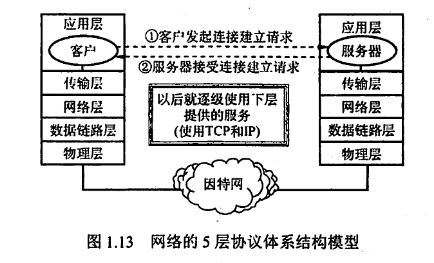 应用层
客户
传输层
网络层
数据链路层
物理层
①客户发起连接建立请求
②服务器接受连接建立请求
以后就逐级使用下层
提供的服务
(使用TCP和IP)
因特网
应用层
服务器
传输层
网络层
数据链路层
物理层
图 1.13 网络的 5 层协议体系结构模型